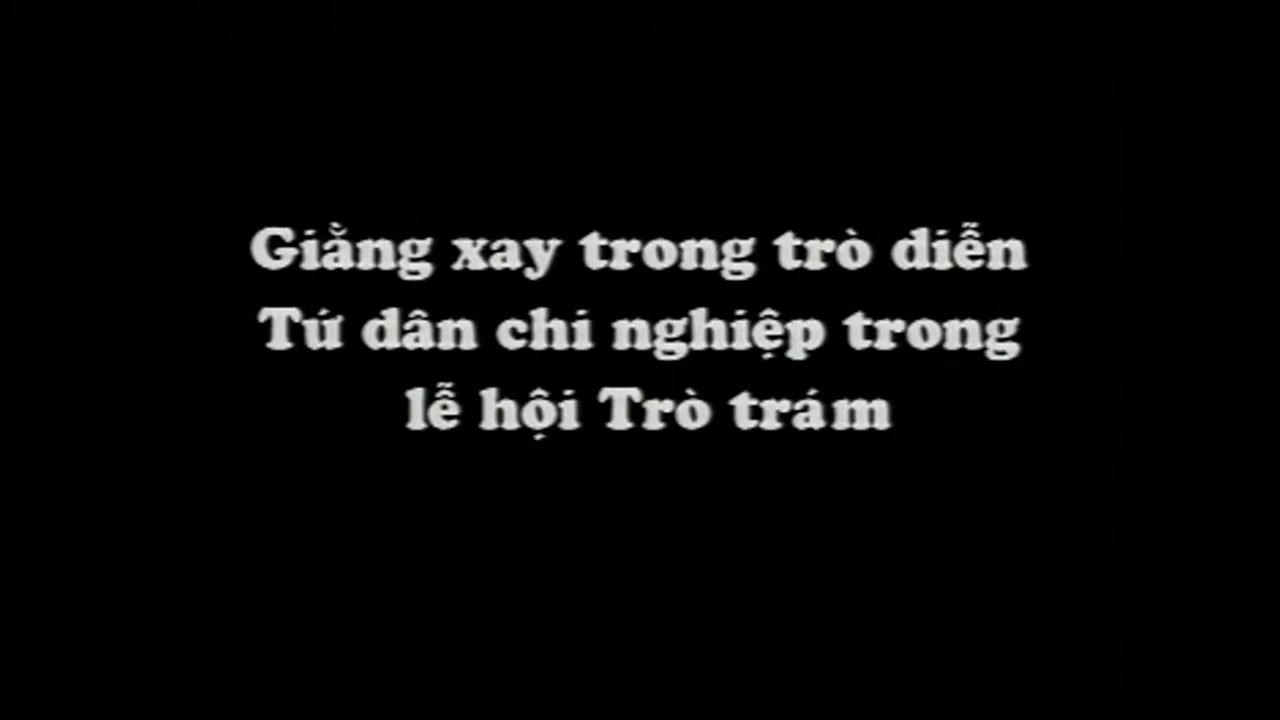 Giằng xay trong trò diễn
Tứ dân chi nghiệp trong
lễ hội Trò trám